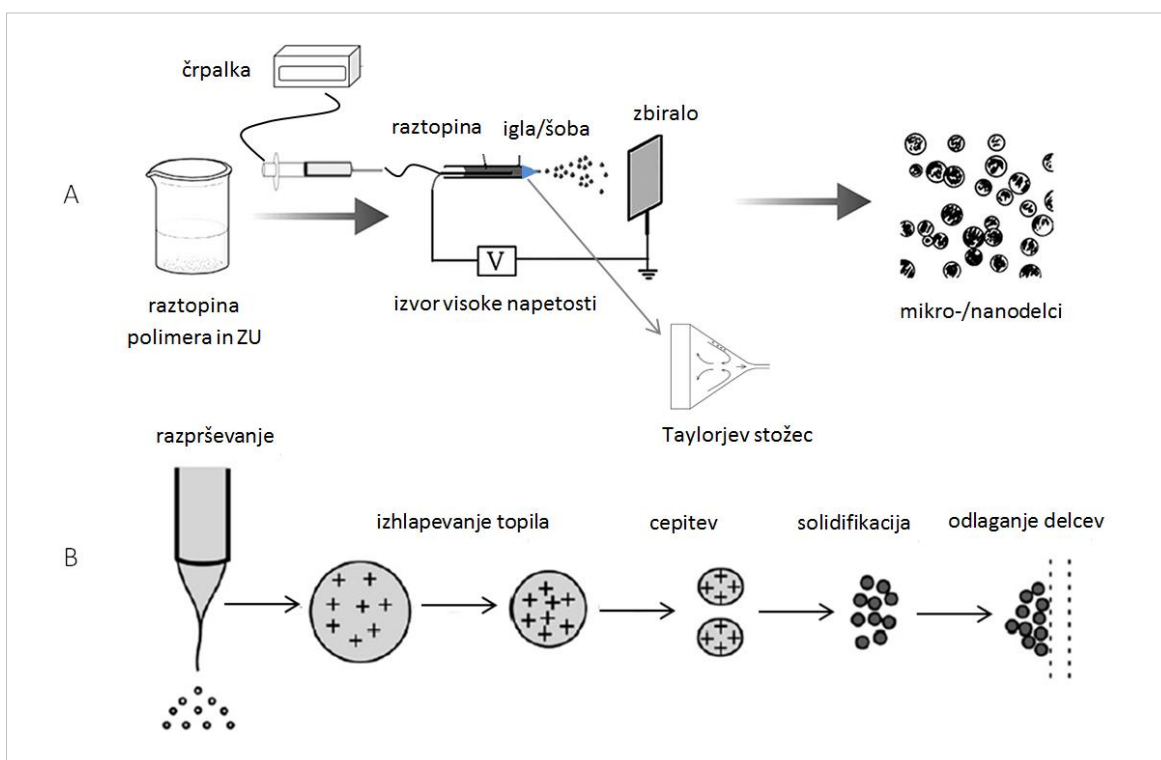 A
črpalka
raztopina
polimera in ZU
raztopina
igla/šoba
zbiralo
V
izvor visoke napetosti
mikro-/nanodelci
Taylorjev stožec
B
razprševanje
izhlapevanje topila
cepitev
solidifikacija
odlaganje delcev